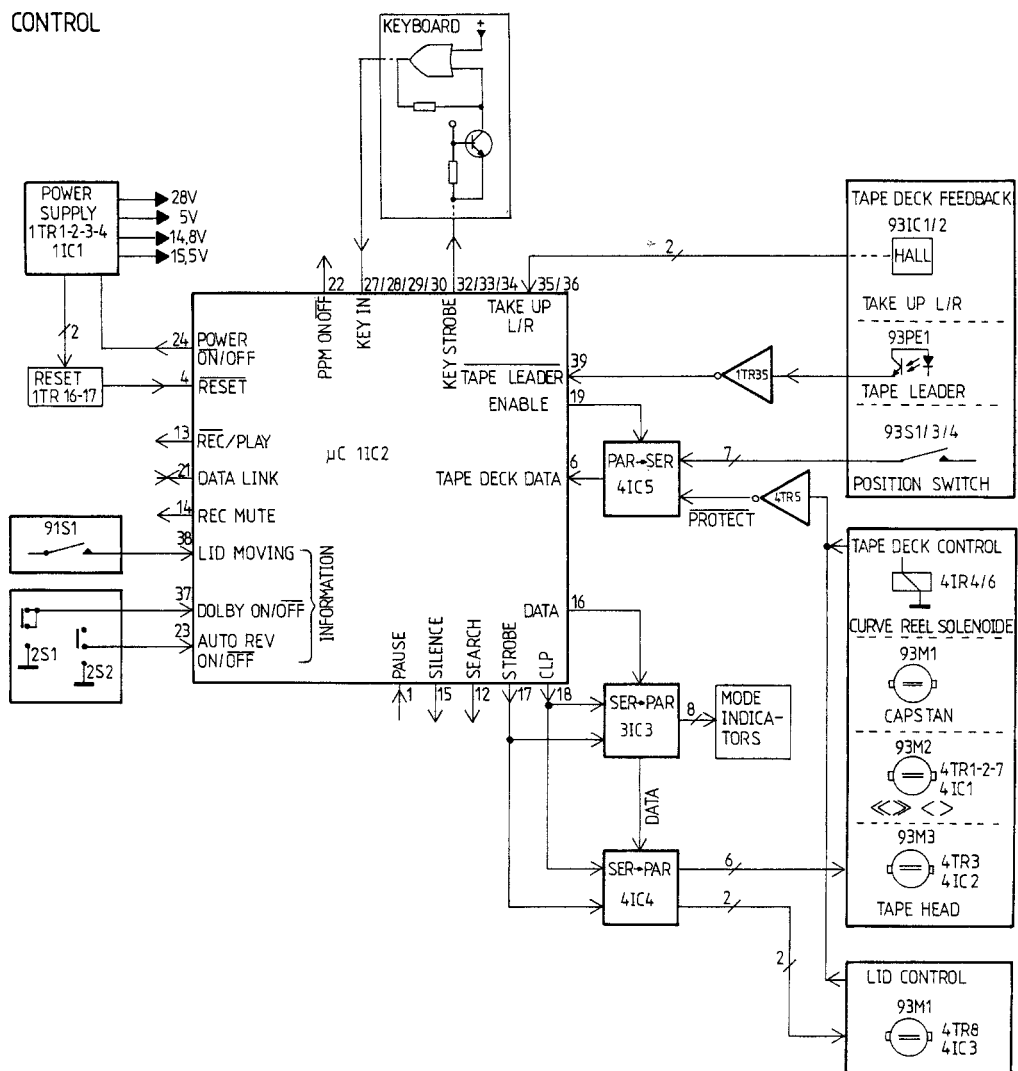 CONTROL
KEYBOARD
+
POWER
SUPPLY
1TR1-2-3-4
1IC1
28V
5V
14,8V
15,5V
2
RESET
1TR 16-17
22
27/28/29/30
32/33/34
35/36
2
PPM ON/OFF
KEY IN
KEY STROBE
TAKE UP
L/R
24
POWER
ON/OFF
4
RESET
13
REC/PLAY
21
DATA LINK
14
REC MUTE
38
LID MOVING
37
DOLBY ON/OFF
23
AUTO REV
ON/OFF
INFORMATION
µC 1IC2
39
TAPE LEADER
19
ENABLE
6
TAPE DECK DATA
16
DATA
PAUSE
SILENCE
SEARCH
STROBE
CLP
1
15
12
17
18
91S1
2S1
2S2
1TR35
PAR→SER
4IC5
7
4TR5
PROTECT
TAPE DECK FEEDBACK
93IC1/2
HALL
TAKE UP L/R
93PE1
TAPE LEADER
93S1/3/4
POSITION SWITCH
TAPE DECK CONTROL
4IR4/6
CURVE REEL SOLENOIDE
93M1
CAPSTAN
93M2
4TR1-2-7
4IC1
93M3
4TR3
4IC2
TAPE HEAD
SER→PAR
3IC3
8
MODE
INDICA-
TORS
DATA
SER→PAR
4IC4
6
2
2
LID CONTROL
93M1
4TR8
4IC3